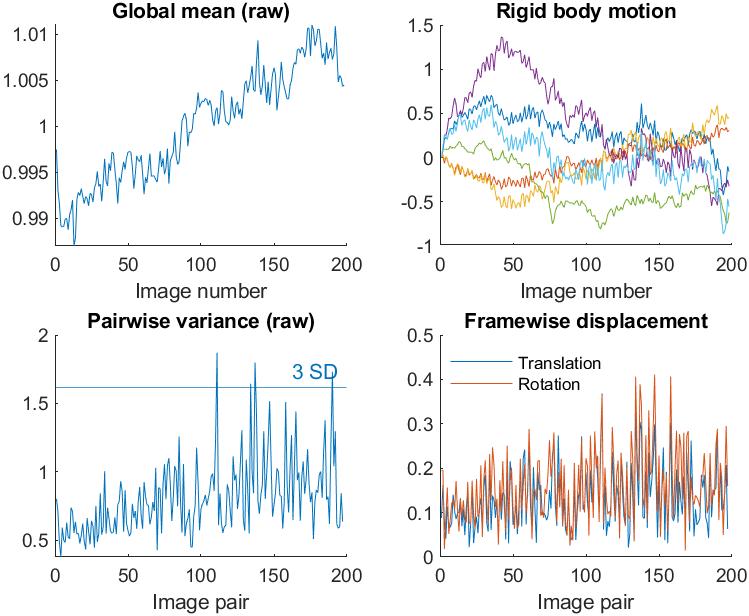 Global mean (raw)
1.01
1.005
1
0.995
0.99
0 50 100 150 200
Image number
Rigid body motion
1.5
1
0.5
0
-0.5
-1
0 50 100 150 200
Image number
Pairwise variance (raw)
2
1.5
1
0.5
3 SD
0 50 100 150 200
Image pair
Framewise displacement
0.5
0.4
0.3
0.2
0.1
0
Translation
Rotation
0 50 100 150 200
Image pair